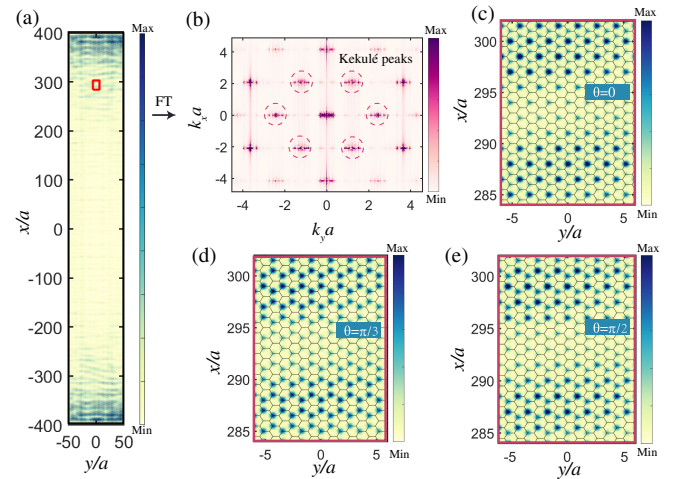 (a)
Max
400
300
200
100
0
-100
-200
-300
-400
x/a
-50 0 50
y/a
Min
FT
(b)
Max
Kekulé peaks
4
2
0
-2
-4
k_x a
-4 -2 0 2 4
k_y a
Min
(c)
Max
300
295
290
285
x/a
θ=0
-5 0 5
y/a
Min
(d)
Max
300
295
290
285
x/a
θ=π/3
-5 0 5
y/a
Min
(e)
Max
300
295
290
285
x/a
θ=π/2
-5 0 5
y/a
Min